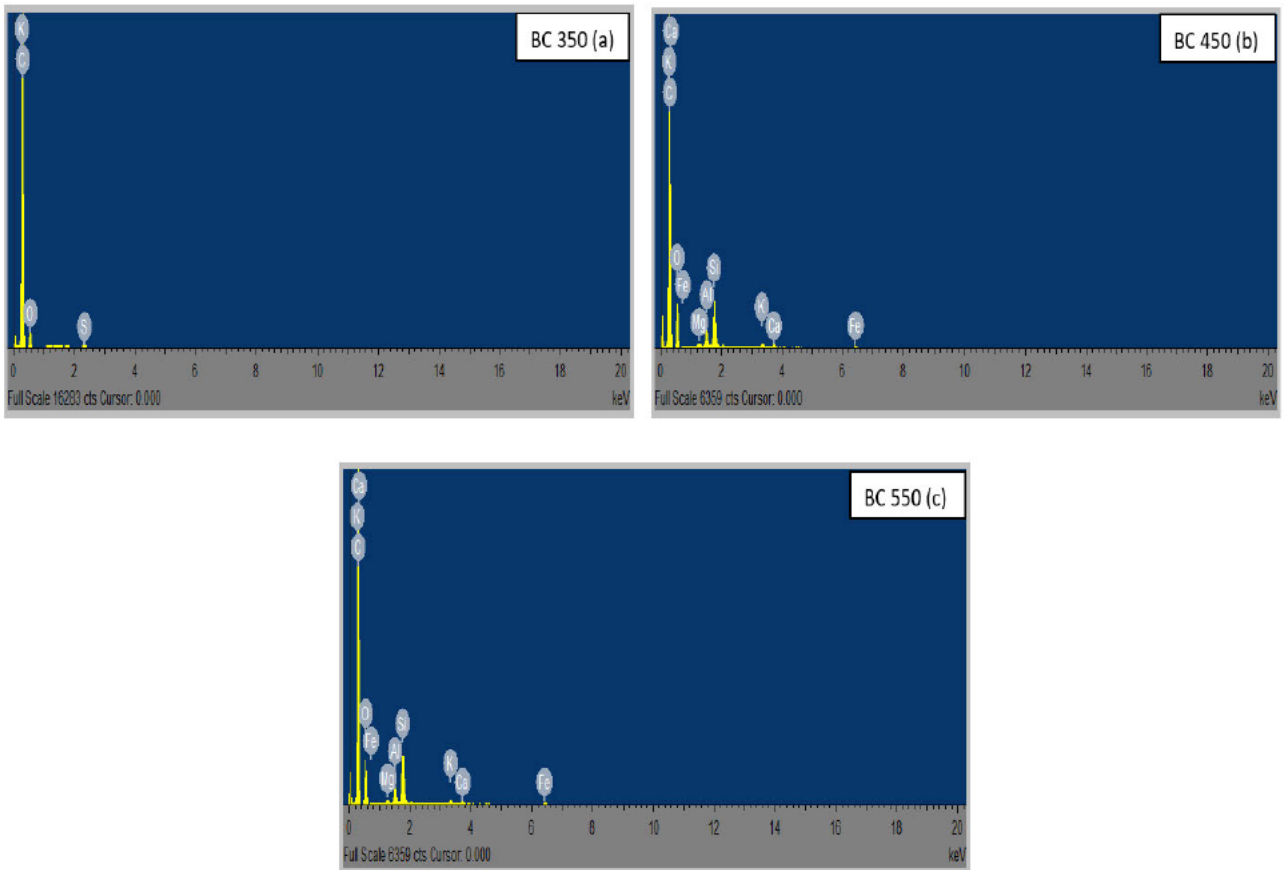 BC 350 (a)
K
C
O
S
0 2 4 6 8 10 12 14 16 18 20
Full Scale 16283 cts Cursor: 0.000 keV
BC 450 (b)
Ca
K
C
O
Fe
Mg
Al
Si
K
Ca
Fe
0 2 4 6 8 10 12 14 16 18 20
Full Scale 6359 cts Cursor: 0.000 keV
BC 550 (c)
Ca
K
C
O
Fe
Mg
Al
Si
K
Ca
Fe
0 2 4 6 8 10 12 14 16 18 20
Full Scale 6359 cts Cursor: 0.000 keV